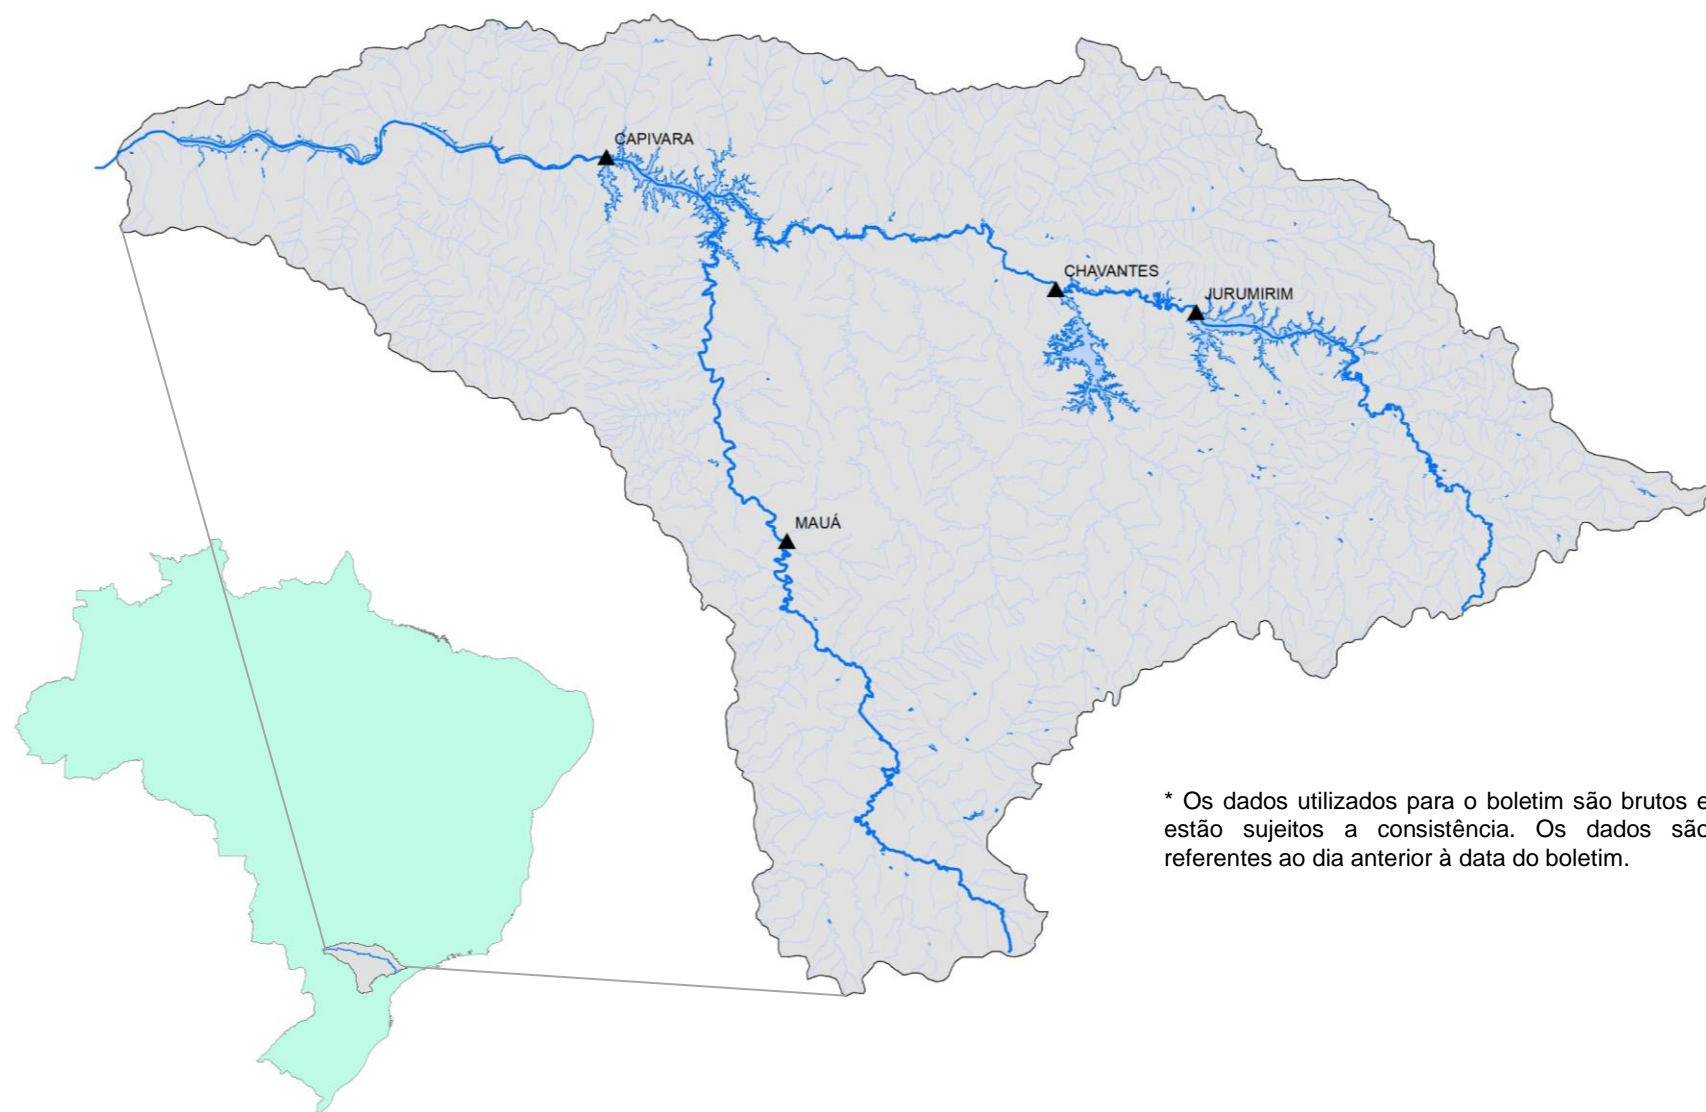 CAPIVARA
CHAVANTES
JURUMIRIM
MAUÁ
* Os dados utilizados para o boletim são brutos e
estão sujeitos a consistência. Os dados são
referentes ao dia anterior à data do boletim.